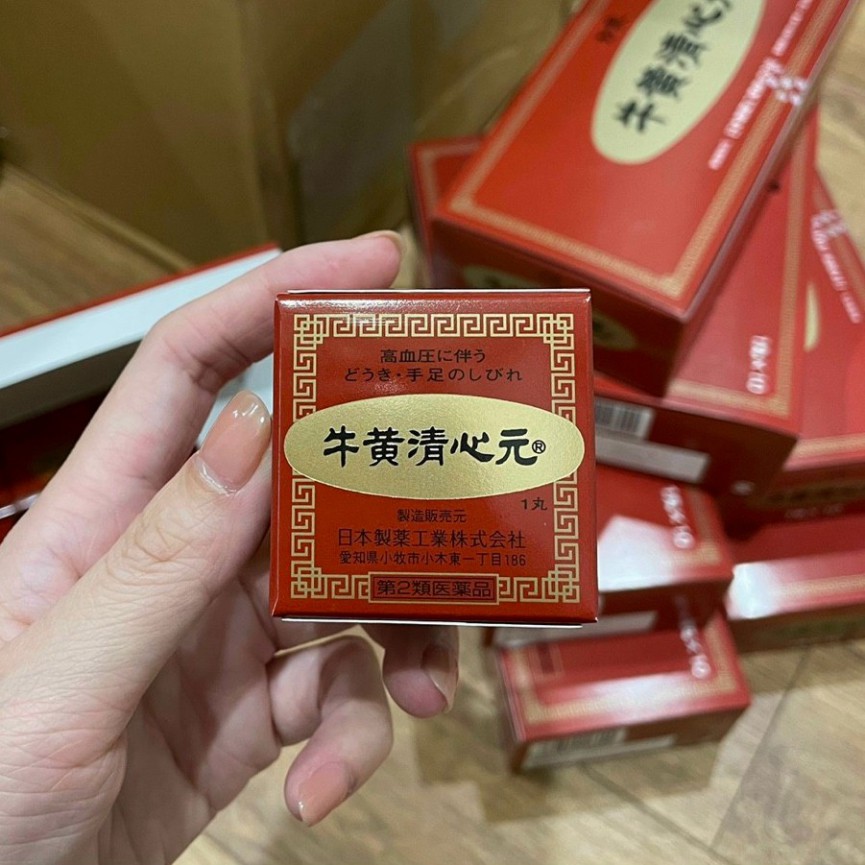 高血圧に伴う
どうき・手足のしびれ
牛黄清心元®
1丸
製造販売元
日本製薬工業株式会社
愛知県小牧市小木東一丁目186
第2類医薬品
牛黄清心